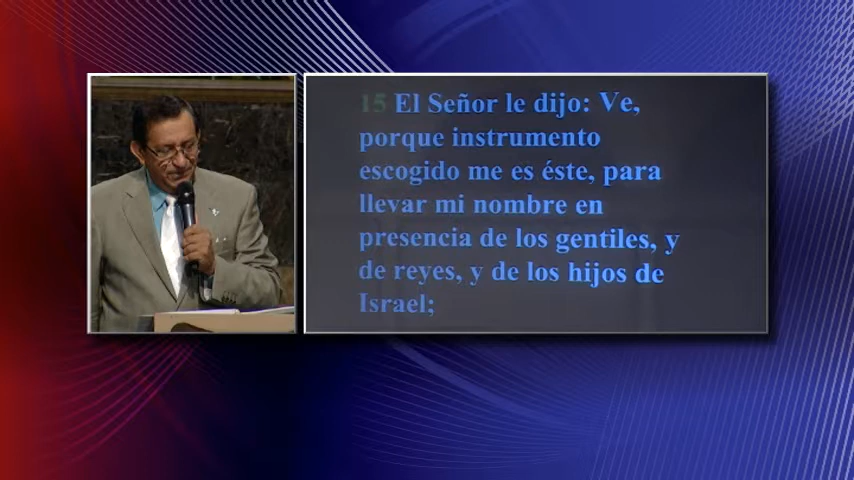 15 El Señor le dijo: Ve,
porque instrumento
escogido me es éste, para
llevar mi nombre en
presencia de los gentiles, y
de reyes, y de los hijos de
Israel;